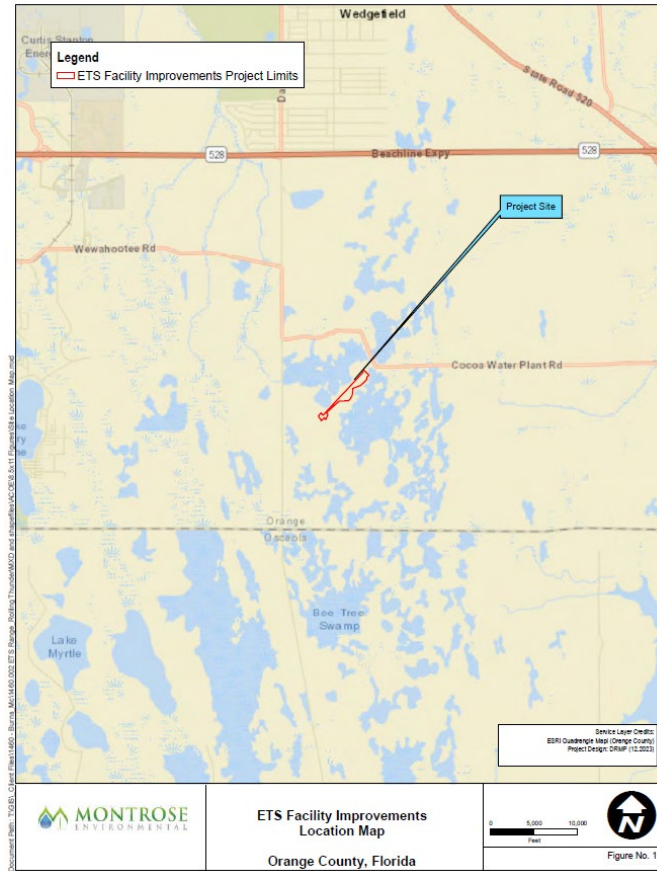 Wedgefield
Curtis Stanton
Legend
ETS Facility Improvements Project Limits
State Road 520
528
Beachline Expy
528
Project Site
Wewahootee Rd
Cocoa Water Plant Rd
Orange
Osceola
Bee Tree
Swamp
Lake
Myrtle
Service Layer Credits:
ESRI Quadrangle Map (Orange County)
Project Design: DRMP (12.2023)
MONTROSE
ENVIRONMENTAL
ETS Facility Improvements
Location Map
Orange County, Florida
0 5,000 10,000
Feet
N
Figure No. 1